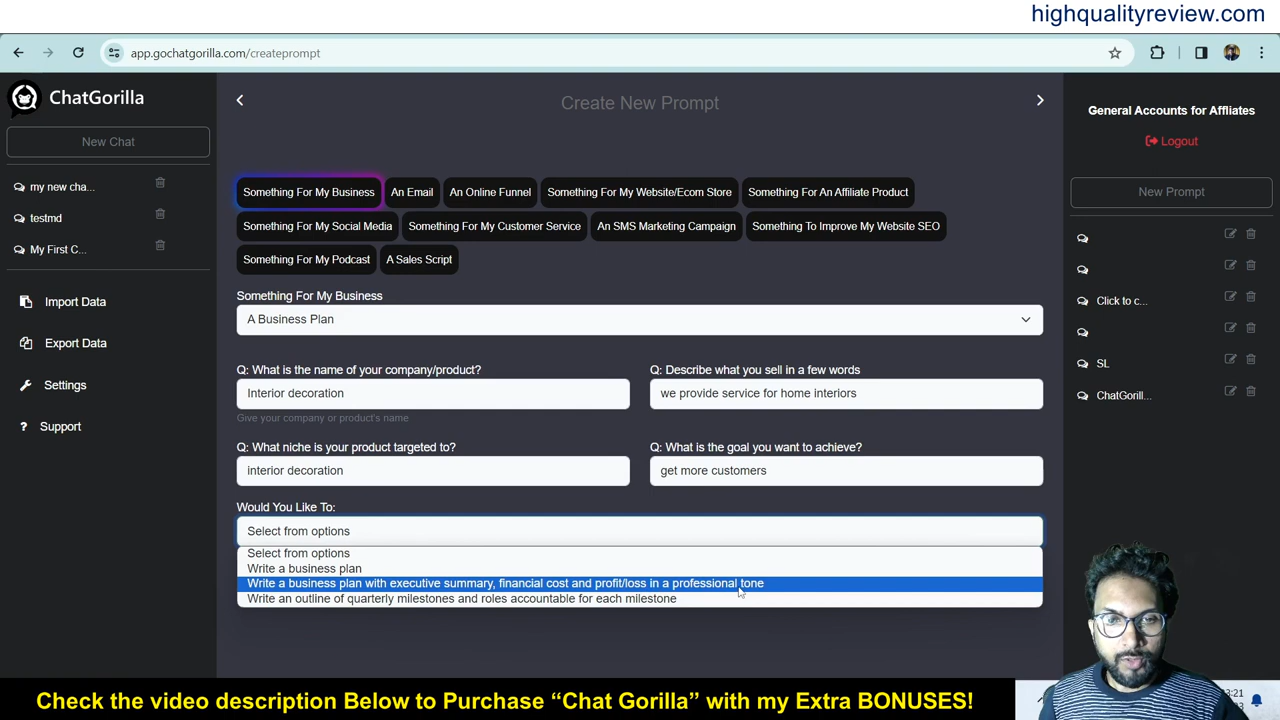 highqualityreview.com
app.gochatgorilla.com/createprompt
ChatGorilla
New Chat
my new cha...
testmd
My First C...
Import Data
Export Data
Settings
? Support
Create New Prompt
Something For My Business
An Email
An Online Funnel
Something For My Website/Ecom Store
Something For An Affiliate Product
Something For My Social Media
Something For My Customer Service
An SMS Marketing Campaign
Something To Improve My Website SEO
Something For My Podcast
A Sales Script
Something For My Business
A Business Plan
Q: What is the name of your company/product?
Interior decoration
Give your company or product's name
Q: Describe what you sell in a few words
we provide service for home interiors
Q: What niche is your product targeted to?
interior decoration
Q: What is the goal you want to achieve?
get more customers
Would You Like To:
Select from options
Select from options
Write a business plan
Write a business plan with executive summary, financial cost and profit/loss in a professional tone
Write an outline of quarterly milestones and roles accountable for each milestone
General Accounts for Affliates
Logout
New Prompt
Click to c...
SL
ChatGorill...
Check the video description Below to Purchase “Chat Gorilla” with my Extra BONUSES!